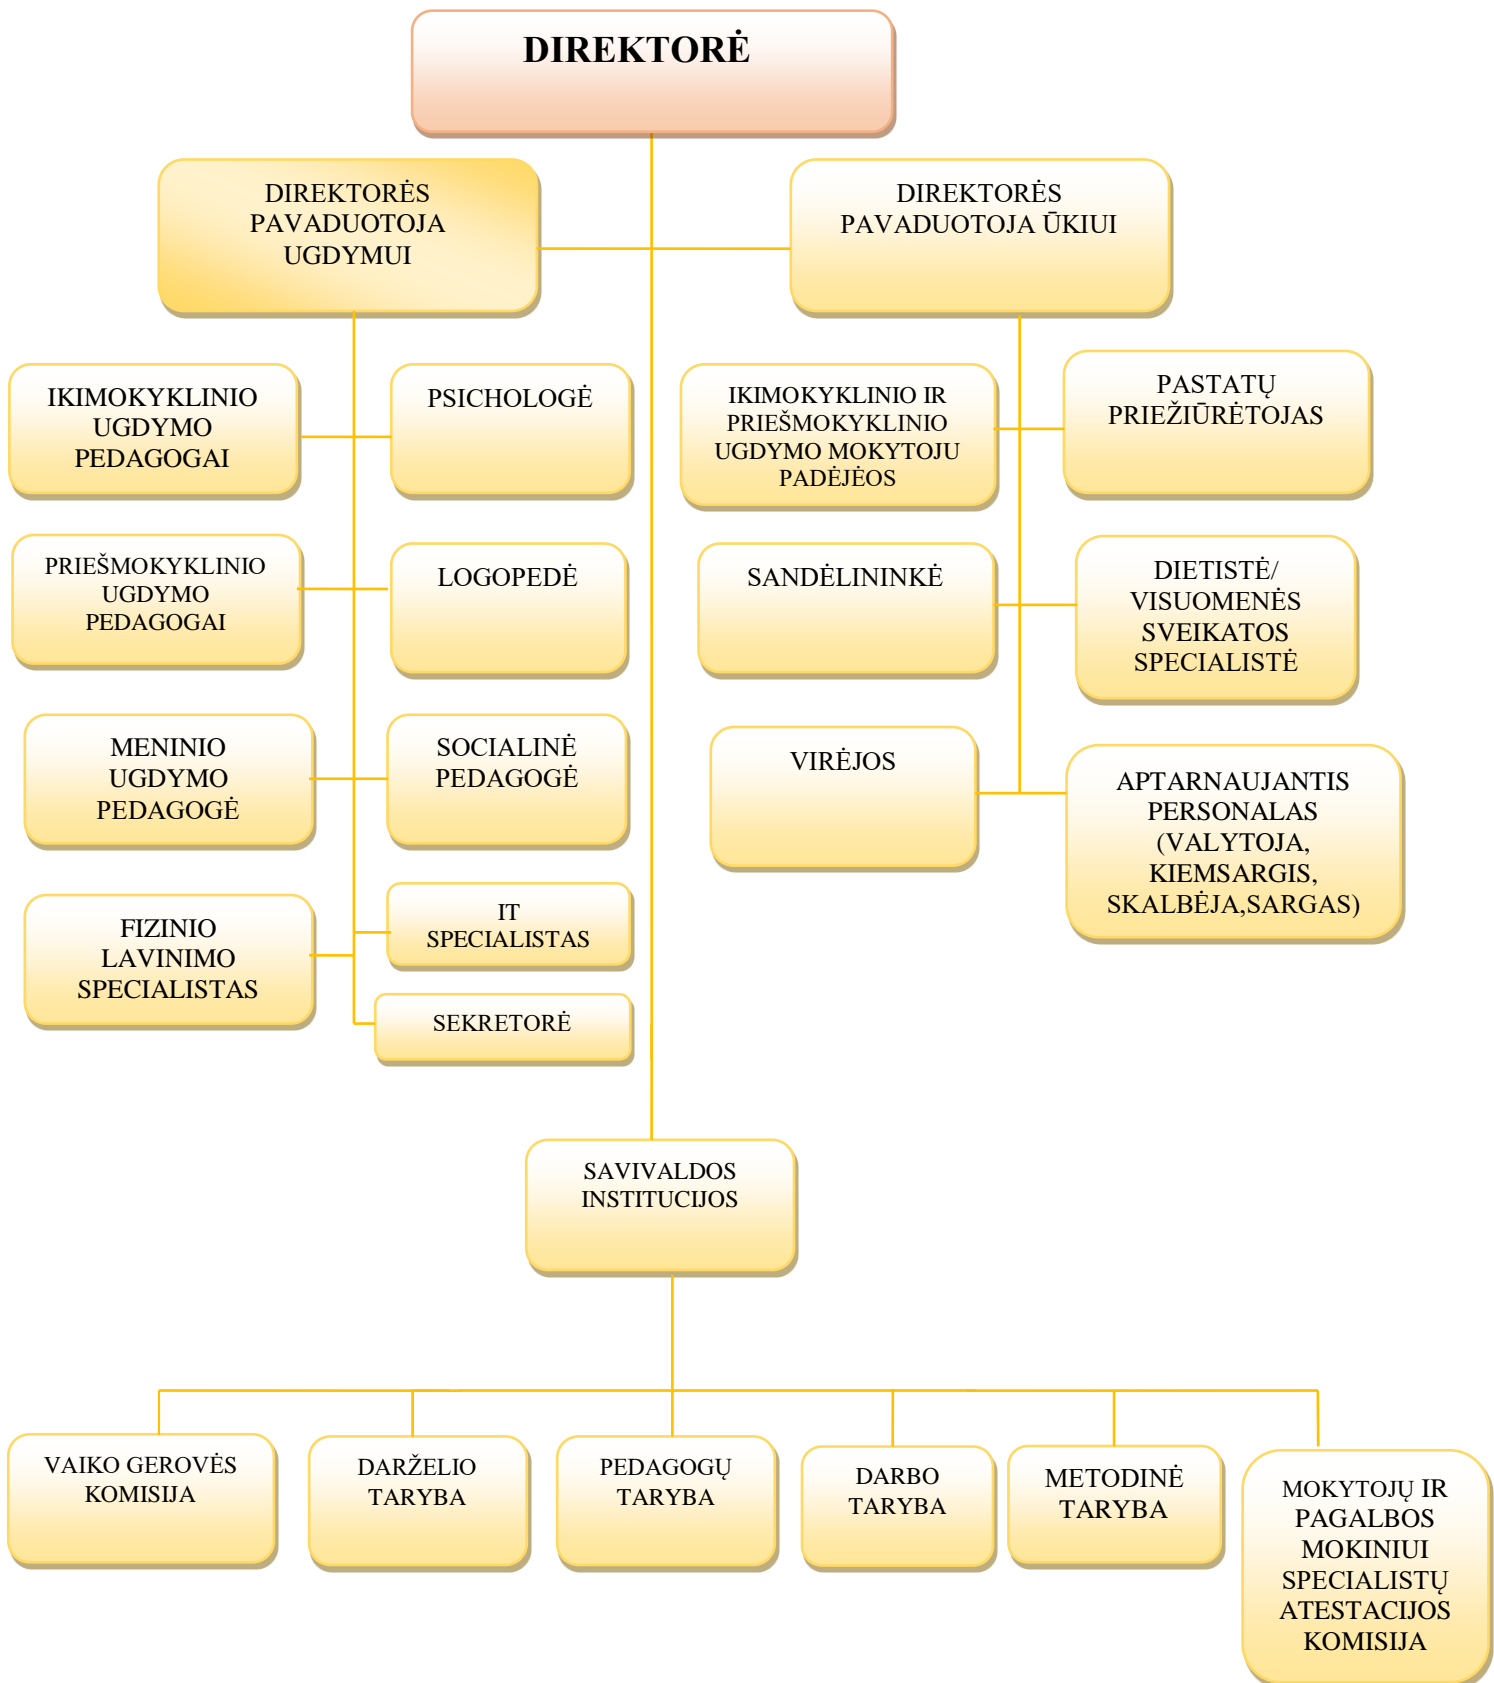 DIREKTORĖ
DIREKTORĖS
PAVADUOTOJA
UGDYMUI
DIREKTORĖS
PAVADUOTOJA ŪKIUI
IKIMOKYKLINIO
UGDYMO
PEDAGOGAI
PSICHOLOGĖ
IKIMOKYKLINIO IR
PRIEŠMOKYKLINIO
UGDYMO MOKYTOJU
PADĖJĖOS
PASTATŲ
PRIEŽIŪRĖTOJAS
PRIEŠMOKYKLINIO
UGDYMO
PEDAGOGAI
LOGOPEDĖ
SANDĖLININKĖ
DIETISTĖ/
VISUOMENĖS
SVEIKATOS
SPECIALISTĖ
MENINIO
UGDYMO
PEDAGOGĖ
SOCIALINĖ
PEDAGOGĖ
VIRĖJOS
APTARNAUJANTIS
PERSONALAS
(VALYTOJA,
KIEMSARGIS,
SKALBĖJA,SARGAS)
FIZINIO
LAVINIMO
SPECIALISTAS
IT
SPECIALISTAS
SEKRETORĖ
SAVIVALDOS
INSTITUCIJOS
VAIKO GEROVĖS
KOMISIJA
DARŽELIO
TARYBA
PEDAGOGŲ
TARYBA
DARBO
TARYBA
METODINĖ
TARYBA
MOKYTOJŲ IR
PAGALBOS
MOKINIUI
SPECIALISTŲ
ATESTACIJOS
KOMISIJA